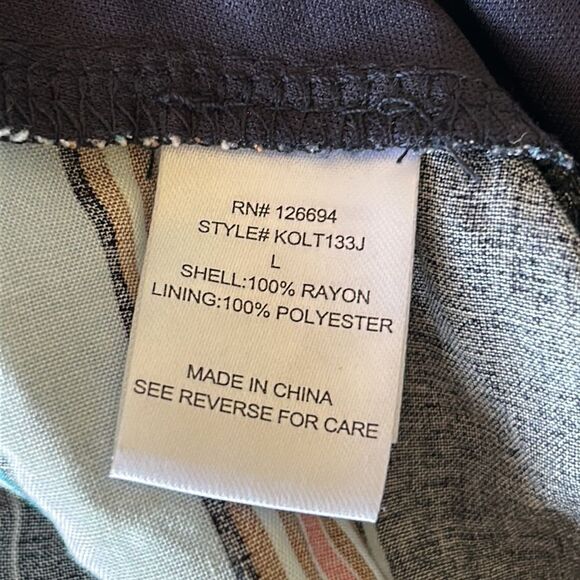 RN# 126694
STYLE# KOLT133J
L
SHELL:100% RAYON
LINING:100% POLYESTER
MADE IN CHINA
SEE REVERSE FOR CARE